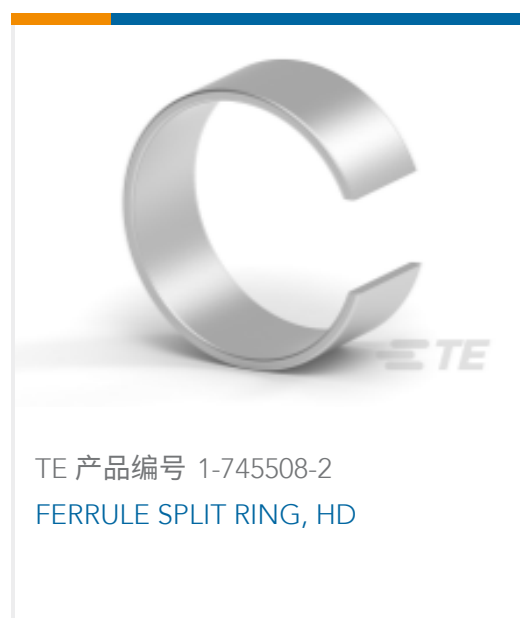 TE
TE 产品编号 1-745508-2
FERRULE SPLIT RING, HD